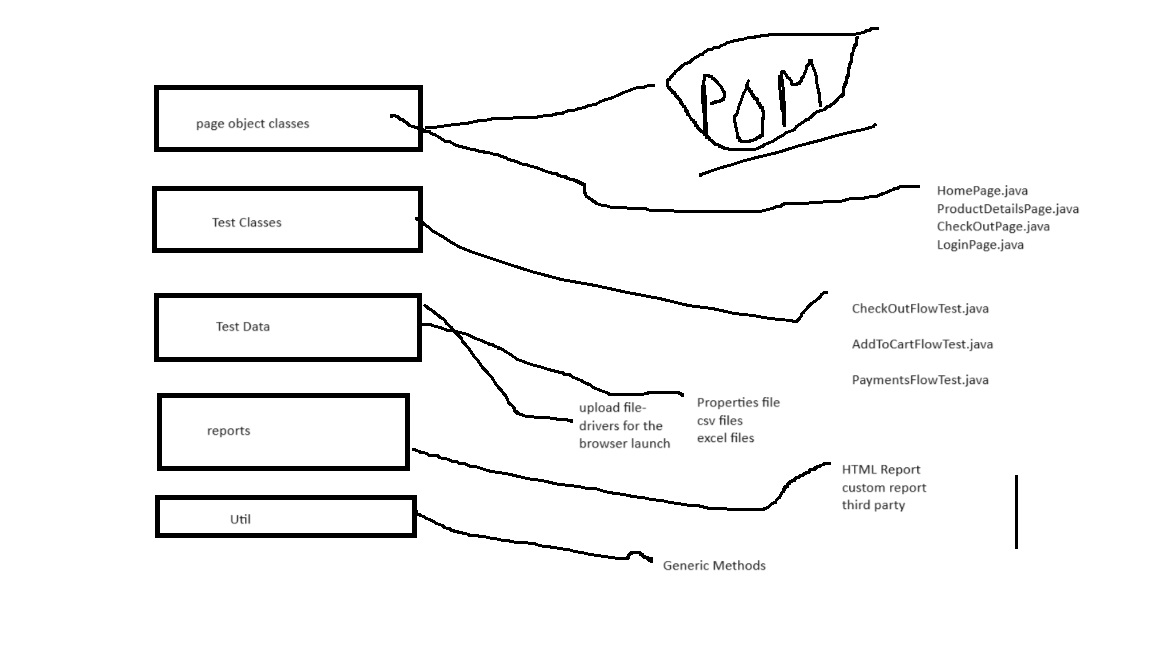 POM
page object classes
HomePage.java
ProductDetailsPage.java
CheckOutPage.java
LoginPage.java
Test Classes
CheckOutFlowTest.java
AddToCartFlowTest.java
PaymentsFlowTest.java
Test Data
upload file-
drivers for the
browser launch
Properties file
csv files
excel files
reports
HTML Report
custom report
third party
Util
Generic Methods